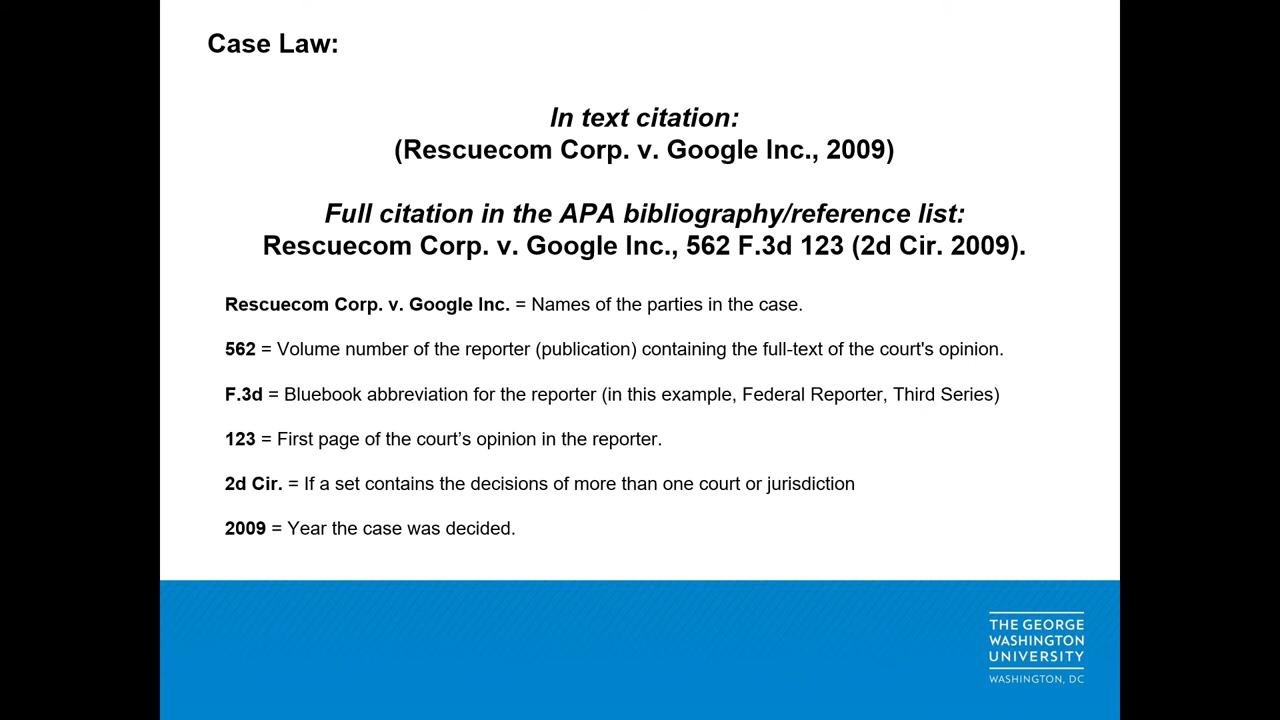 Case Law:
In text citation:
(Rescuecom Corp. v. Google Inc., 2009)
Full citation in the APA bibliography/reference list:
Rescuecom Corp. v. Google Inc., 562 F.3d 123 (2d Cir. 2009).
Rescuecom Corp. v. Google Inc. = Names of the parties in the case.
562 = Volume number of the reporter (publication) containing the full-text of the court's opinion.
F.3d = Bluebook abbreviation for the reporter (in this example, Federal Reporter, Third Series)
123 = First page of the court’s opinion in the reporter.
2d Cir. = If a set contains the decisions of more than one court or jurisdiction
2009 = Year the case was decided.
THE GEORGE
WASHINGTON
UNIVERSITY
WASHINGTON, DC